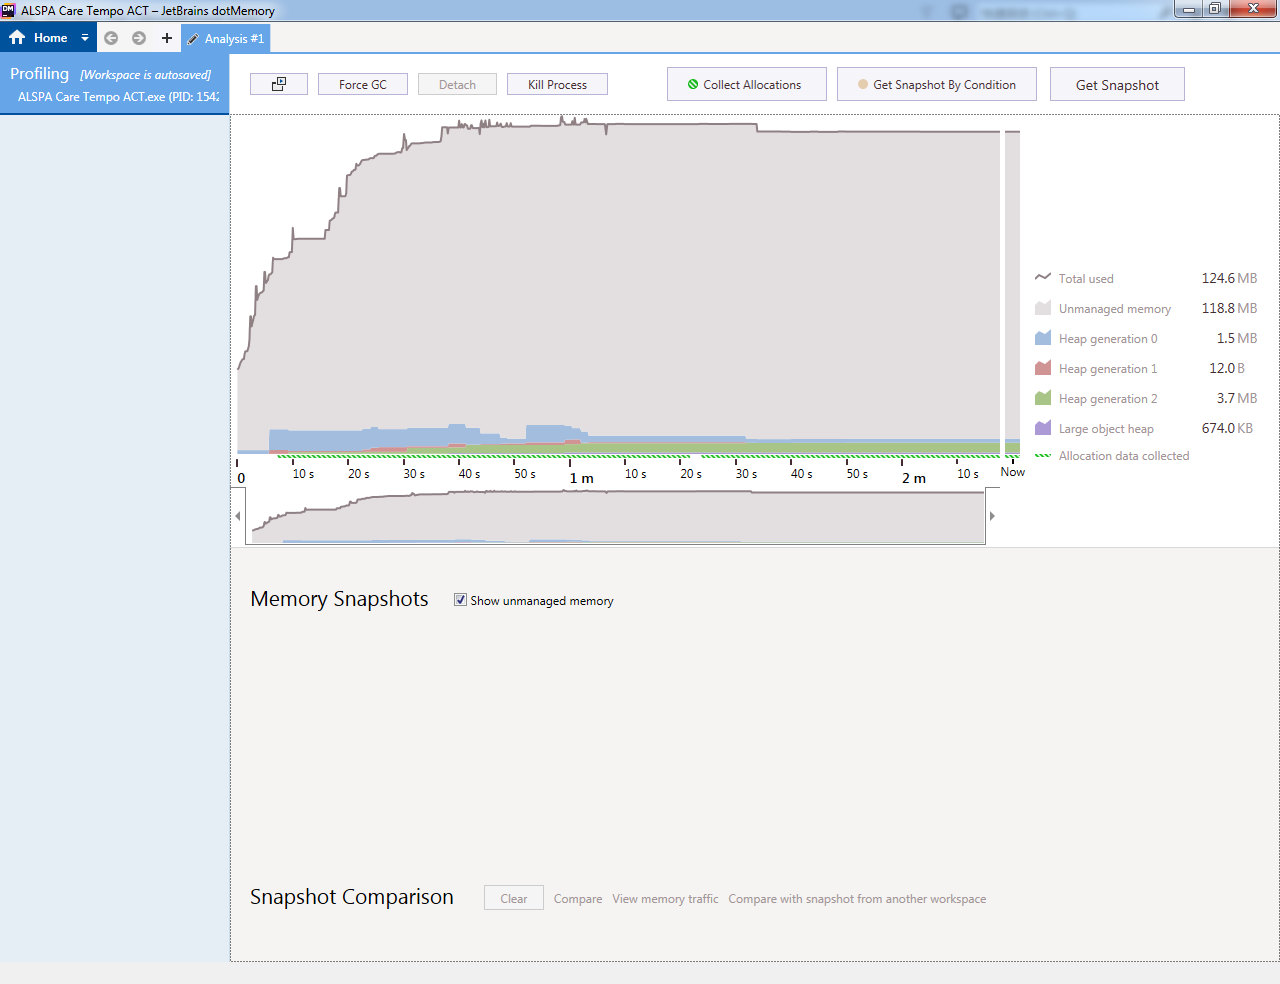 ALSPA Care Tempo ACT – JetBrains dotMemory
Home
Analysis #1
Profiling [Workspace is autosaved]
ALSPA Care Tempo ACT.exe (PID: 1542
Force GC
Detach
Kill Process
Collect Allocations
Get Snapshot By Condition
Get Snapshot
Total used 124.6 MB
Unmanaged memory 118.8 MB
Heap generation 0 1.5 MB
Heap generation 1 12.0 B
Heap generation 2 3.7 MB
Large object heap 674.0 KB
Allocation data collected
0 10 s 20 s 30 s 40 s 50 s 1 m 10 s 20 s 30 s 40 s 50 s 2 m 10 s Now
Memory Snapshots
Show unmanaged memory
Snapshot Comparison
Clear
Compare
View memory traffic
Compare with snapshot from another workspace